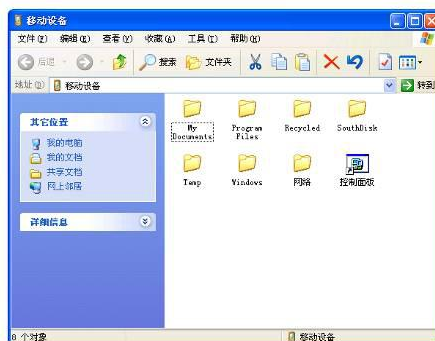 移动设备
文件(F) 编辑(E) 查看(V) 收藏(A) 工具(T) 帮助(H)
后退 搜索 文件夹
地址(D) 移动设备 转到
其它位置
我的电脑
我的文档
共享文档
网上邻居
详细信息
My Documents
Program Files
Recycled
SouthDisk
Temp
Windows
网络
控制面板
8 个对象 移动设备